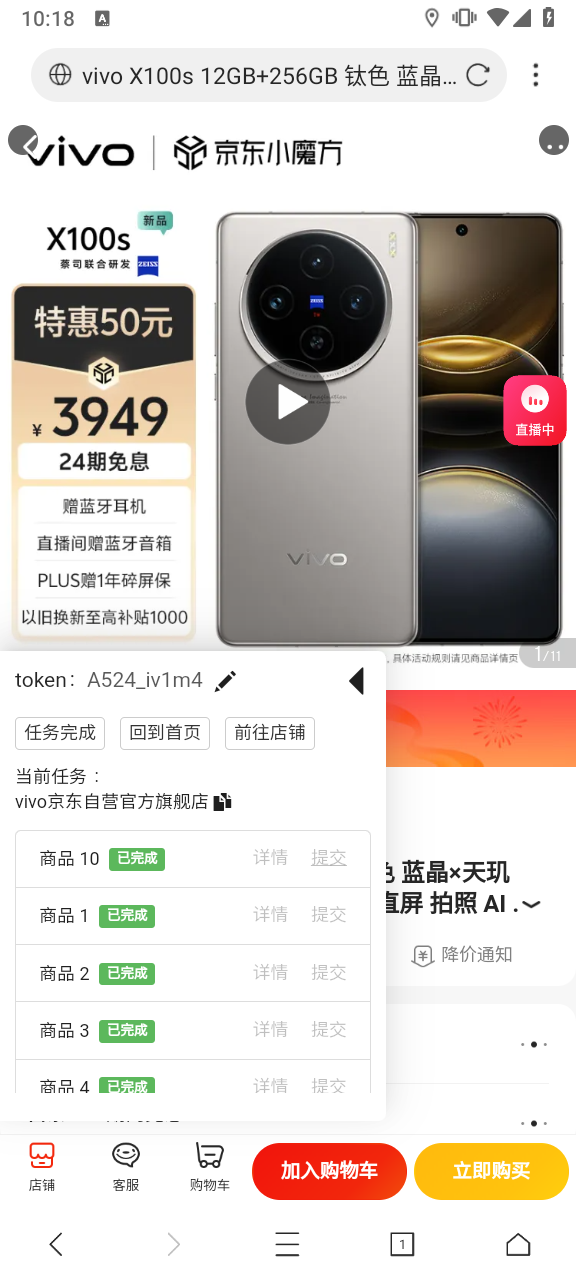 10:18
A
vivo X100s 12GB+256GB 钛色 蓝晶...
vivo | 京东小魔方
新品
X100s
蔡司联合研发 ZEISS
特惠50元
¥ 3949
24期免息
赠蓝牙耳机
直播间赠蓝牙音箱
PLUS赠1年碎屏保
以旧换新至高补贴1000
ZEISS
vivo
直播中
具体活动规则请见商品详情页
1/11
token: A524_iv1m4
任务完成 回到首页 前往店铺
当前任务：
vivo京东自营官方旗舰店
商品 10 已完成 详情 提交
商品 1 已完成 详情 提交
商品 2 已完成 详情 提交
商品 3 已完成 详情 提交
商品 4 已完成 详情 提交
色 蓝晶×天玑
直屏 拍照 AI .
降价通知
店铺 客服 购物车 加入购物车 立即购买
1